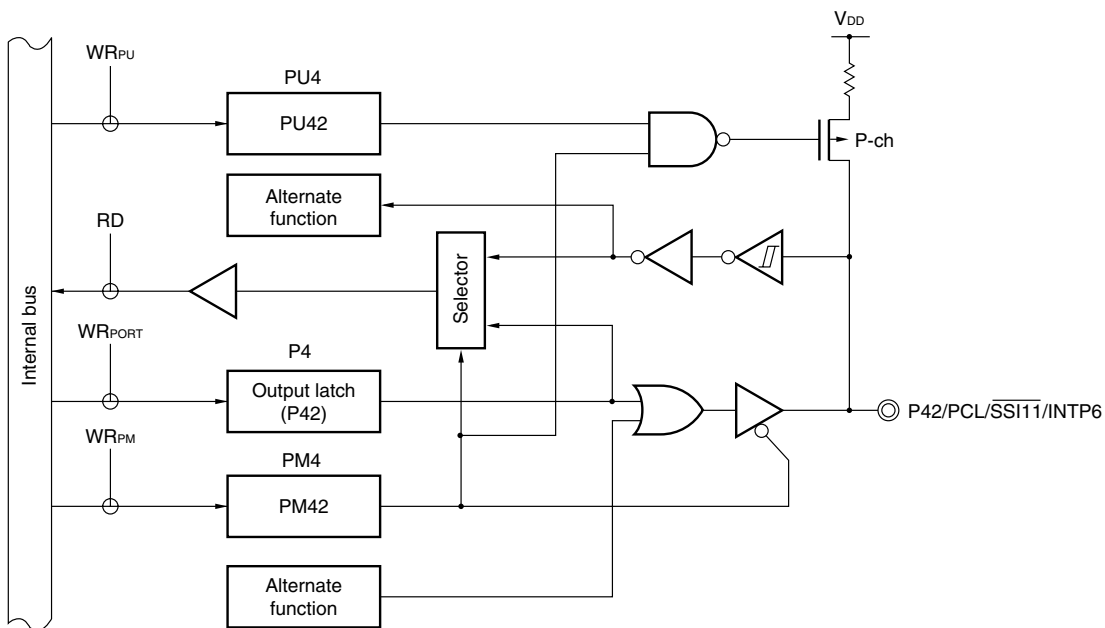 VDD
WRPU
PU4
PU42
P-ch
Alternate
function
RD
Selector
Internal bus
WRPORT
P4
Output latch
(P42)
P42/PCL/SSI11/INTP6
WRPM
PM4
PM42
Alternate
function